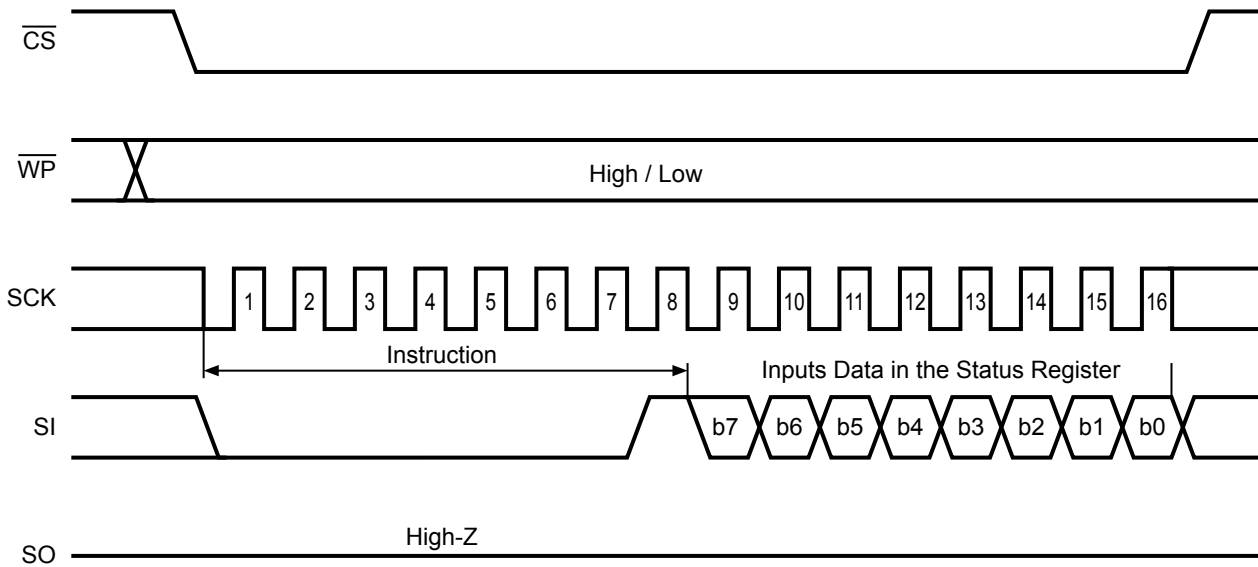 CS
WP
High / Low
SCK
1 2 3 4 5 6 7 8 9 10 11 12 13 14 15 16
Instruction
Inputs Data in the Status Register
SI
b7 b6 b5 b4 b3 b2 b1 b0
High-Z
SO